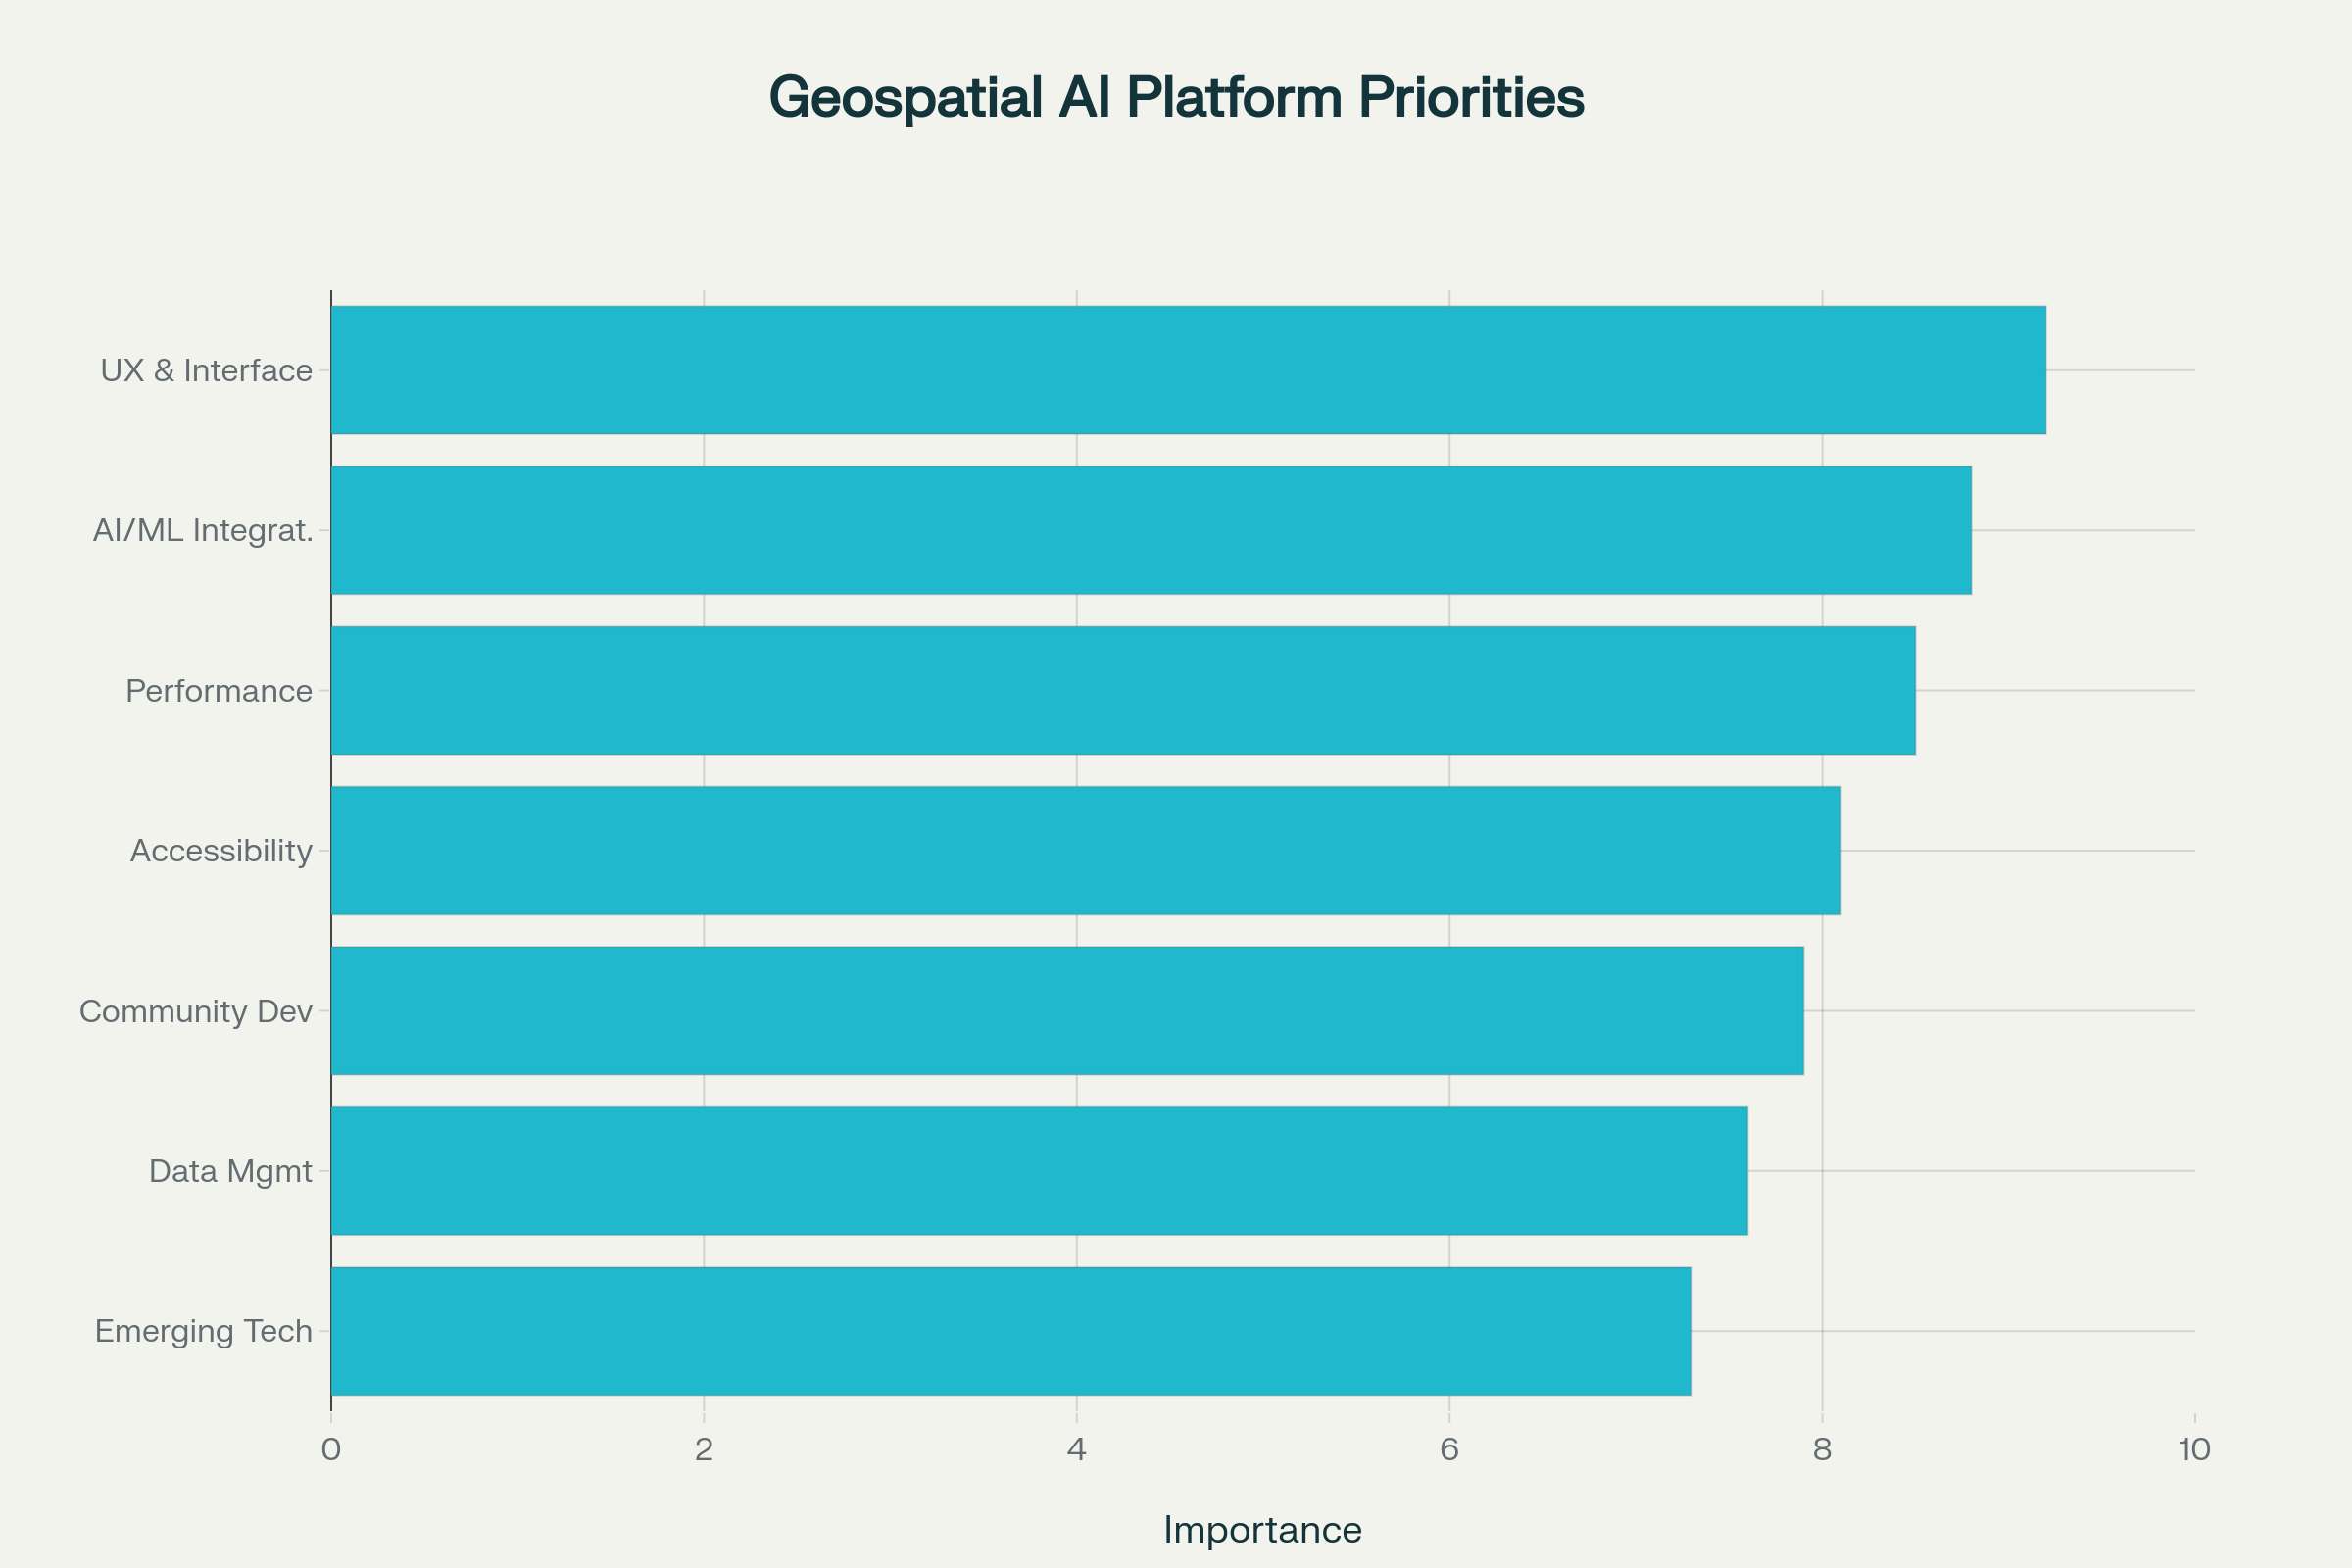 Geospatial AI Platform Priorities
UX & Interface
AI/ML Integrat.
Performance
Accessibility
Community Dev
Data Mgmt
Emerging Tech
0 2 4 6 8 10
Importance